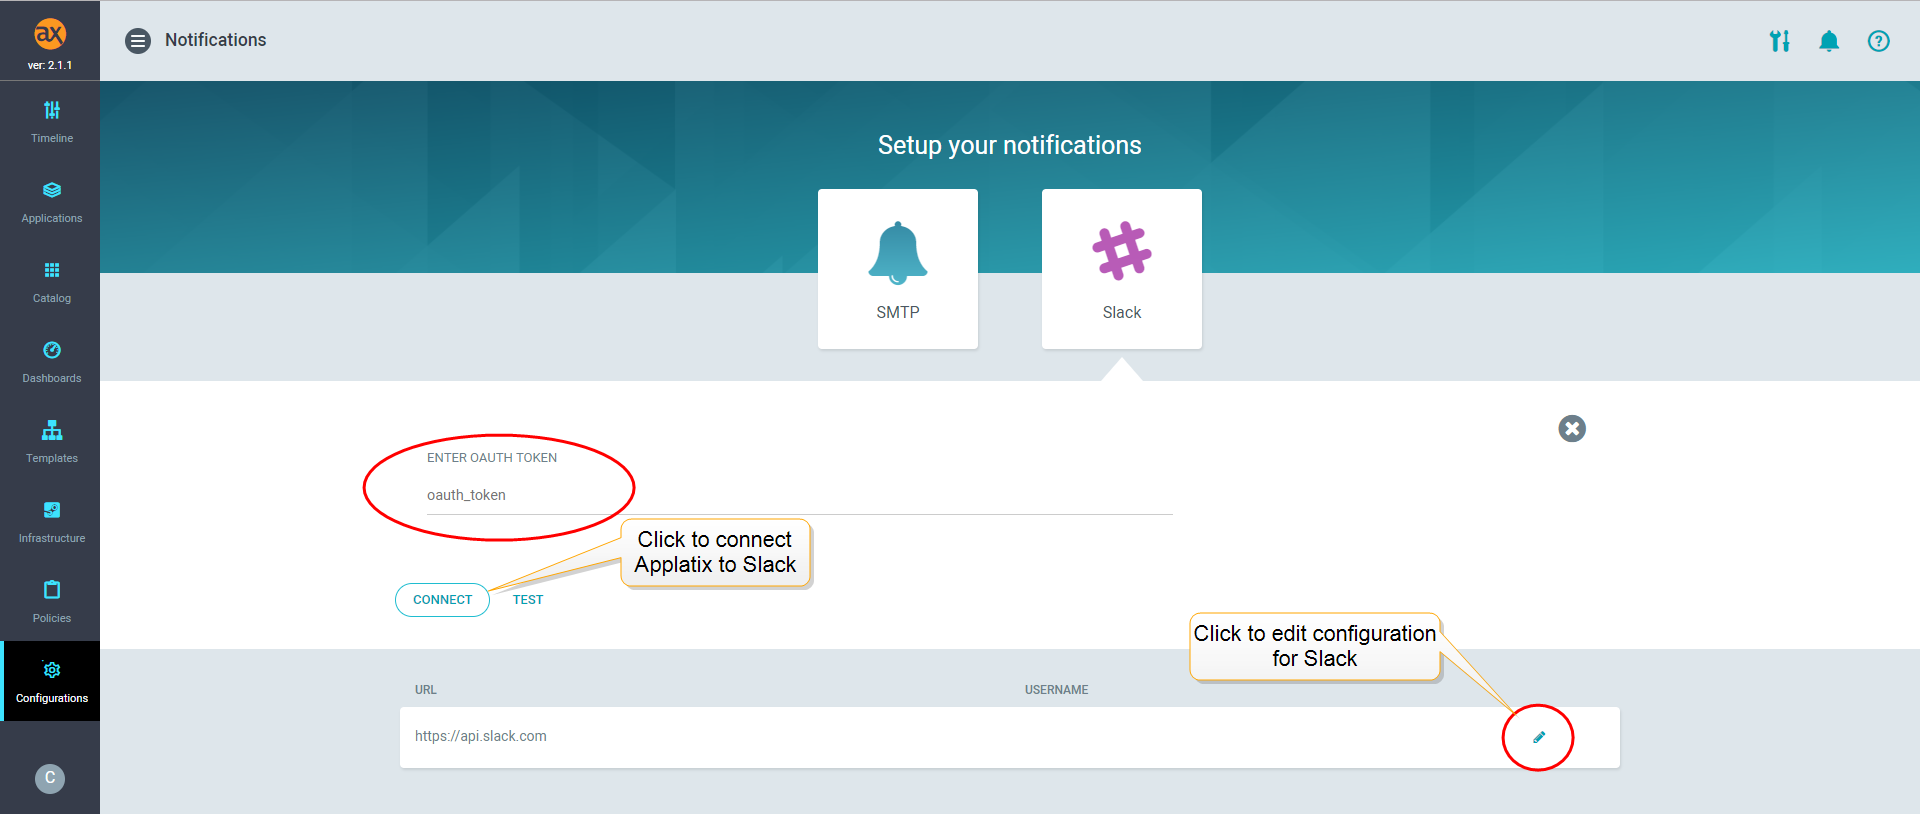 ax
ver: 2.1.1
Notifications
Timeline
Applications
Catalog
Dashboards
Templates
Infrastructure
Policies
Configurations
C
Setup your notifications
SMTP
Slack
ENTER OAUTH TOKEN
oauth_token
Click to connect
Applatix to Slack
CONNECT
TEST
Click to edit configuration
for Slack
URL
USERNAME
https://api.slack.com